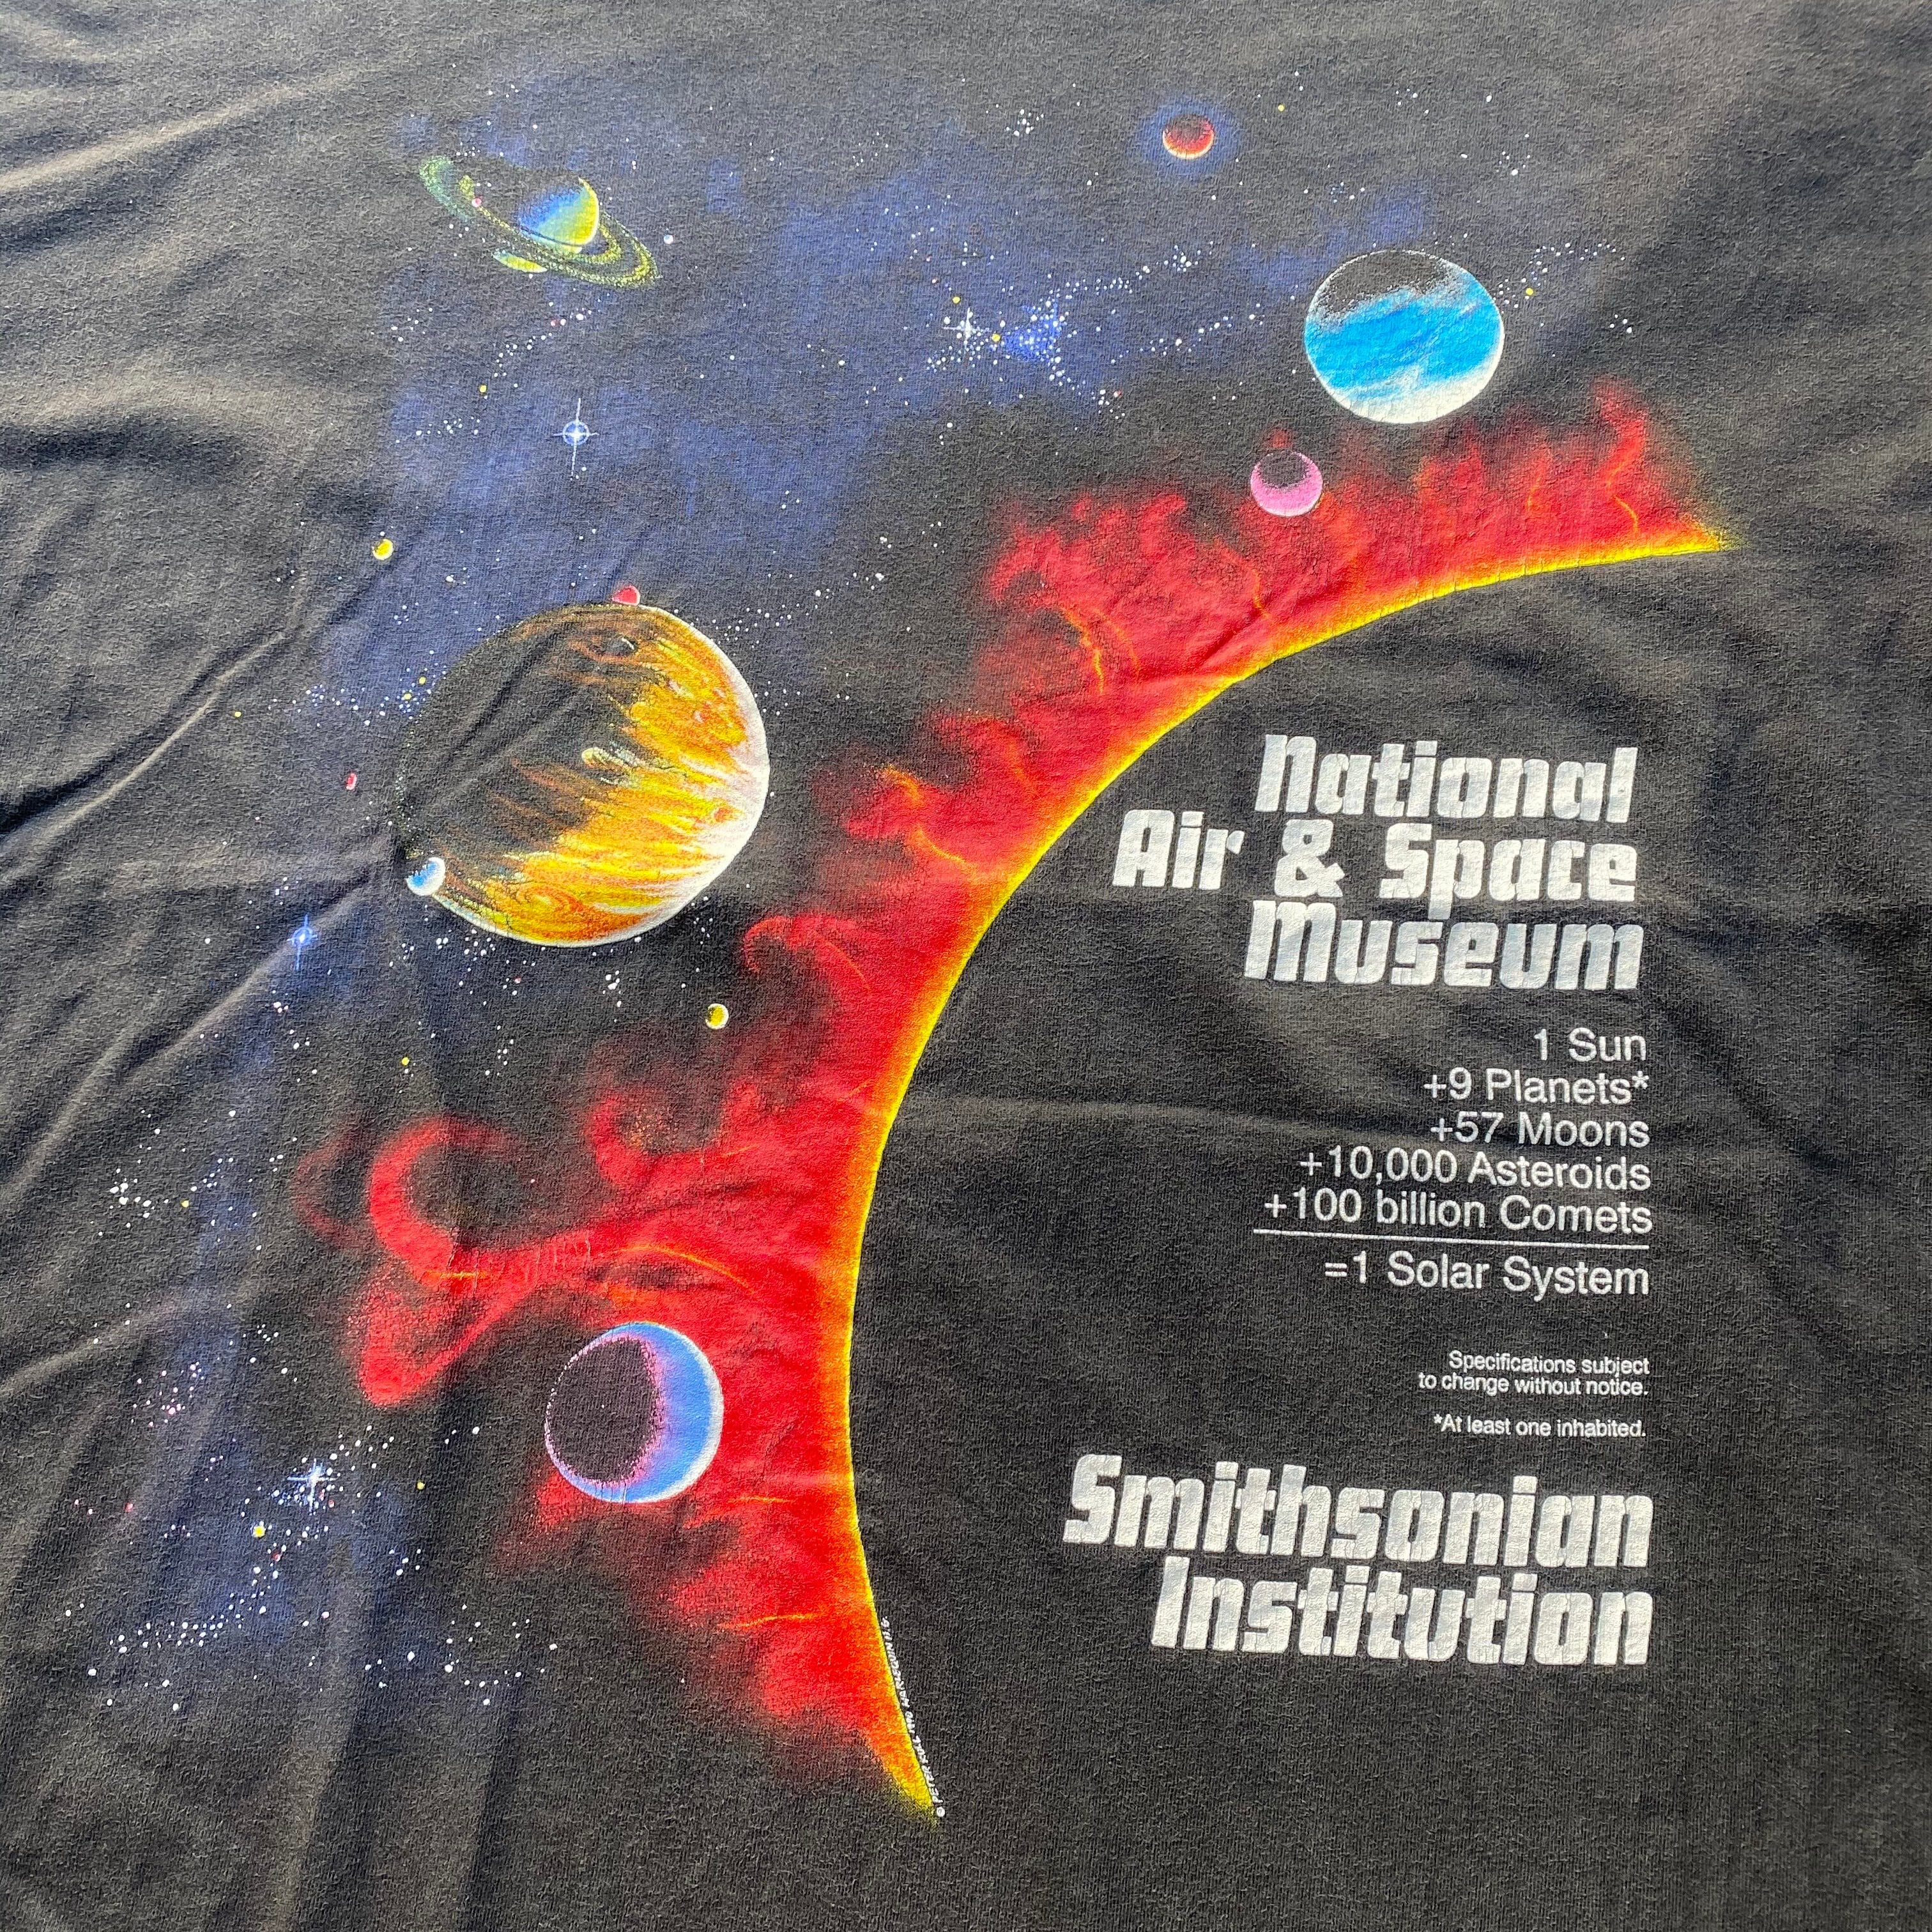 National
Air & Space
Museum
1 Sun
+9 Planets*
+57 Moons
+10,000 Asteroids
+100 billion Comets
=1 Solar System
Specifications subject
to change without notice.
*At least one inhabited.
Smithsonian
Institution